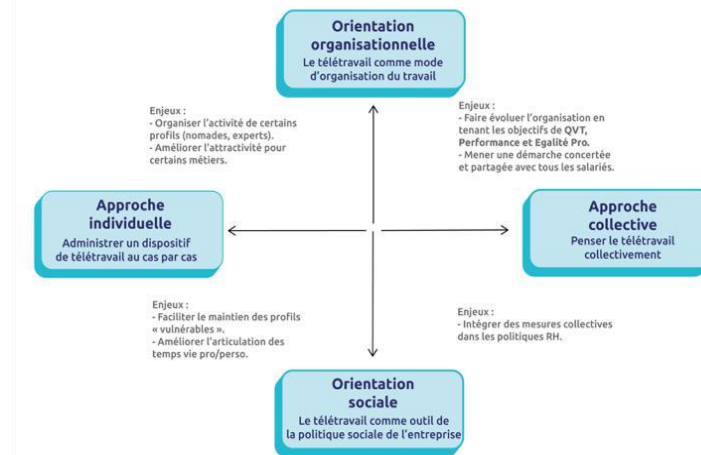 Orientation
organisationnelle
Le télétravail comme mode
d'organisation du travail
Enjeux :
- Organiser l'activité de certains
profils (nomades, experts).
- Améliorer l'attractivité pour
certains métiers.
Enjeux :
- Faire évoluer l'organisation en
tenant les objectifs de QVT,
Performance et Egalité Pro.
- Mener une démarche concertée
et partagée avec tous les salariés.
Approche
individuelle
Administrer un dispositif
de télétravail au cas par cas
Approche
collective
Penser le télétravail
collectivement
Enjeux :
- Faciliter le maintien des profils
« vulnérables ».
- Améliorer l'articulation des
temps vie pro/perso.
Enjeux :
- Intégrer des mesures collectives
dans les politiques RH.
Orientation
sociale
Le télétravail comme outil de
la politique sociale de l'entreprise